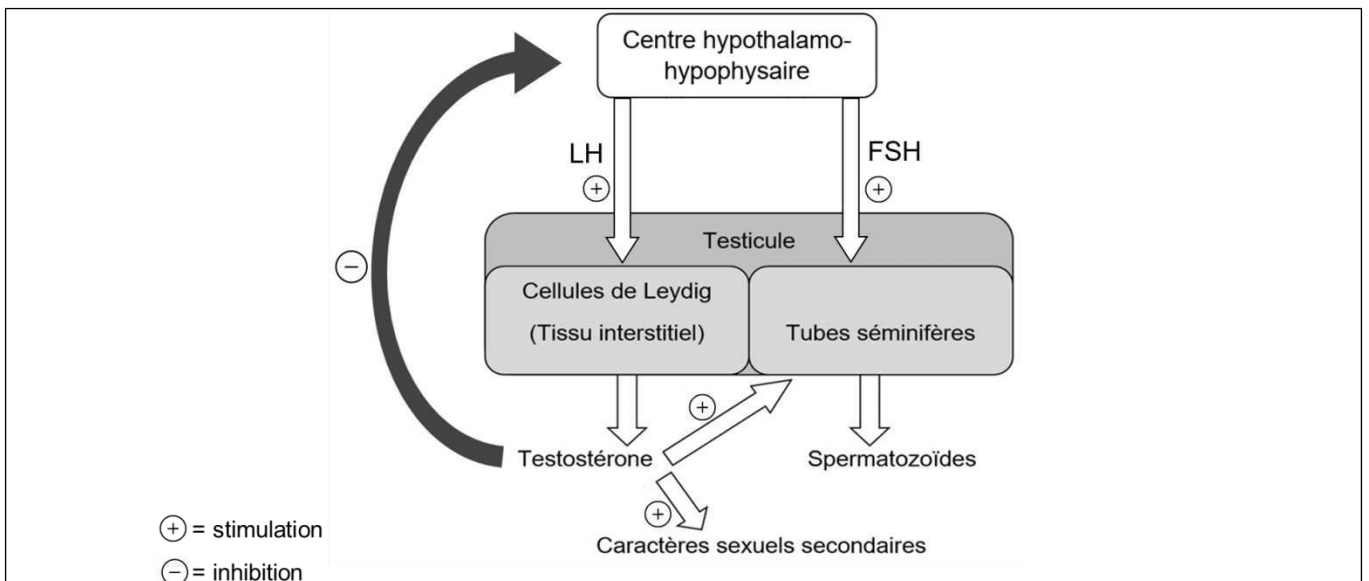 Centre hypothalamo-
hypophysaire
LH
FSH
+
+
Testicule
−
Cellules de Leydig
(Tissu interstitiel)
Tubes séminifères
+
Testostérone
Spermatozoïdes
+
Caractères sexuels secondaires
+ = stimulation
− = inhibition